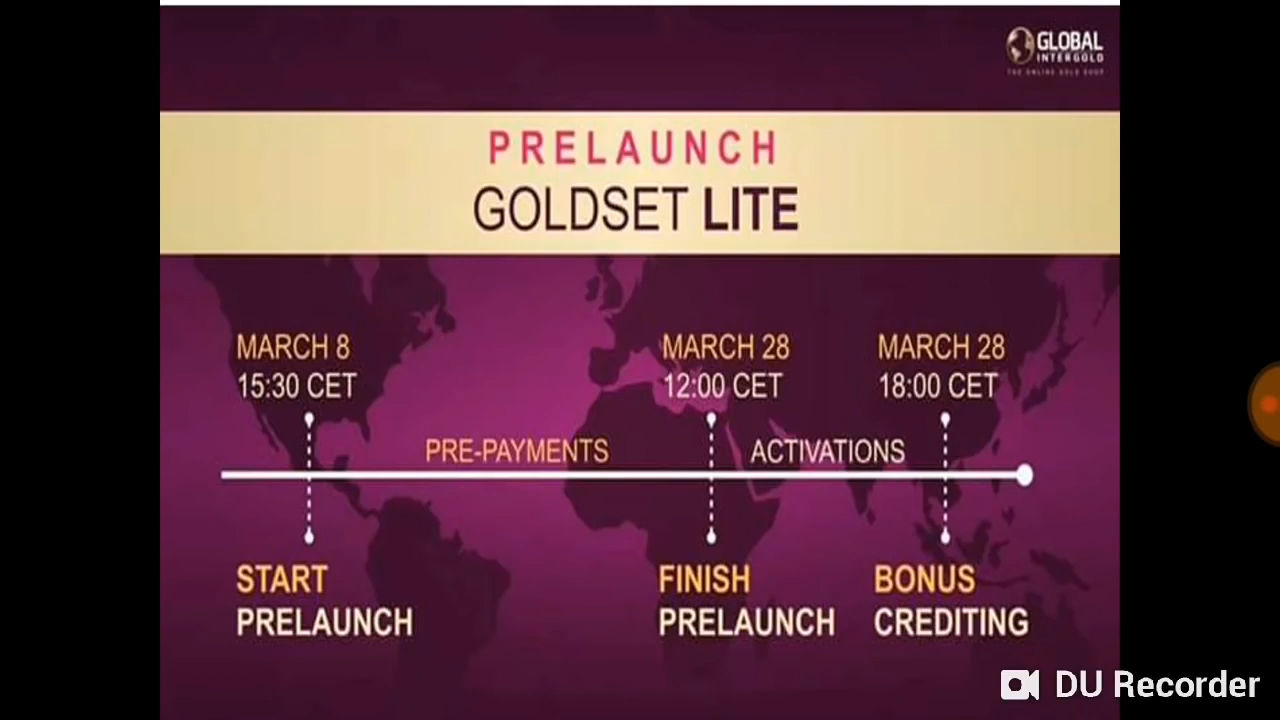 GLOBAL
INTERGOLD
THE ONLINE GOLD SHOP
PRELAUNCH
GOLDSET LITE
MARCH 8
15:30 CET
MARCH 28
12:00 CET
MARCH 28
18:00 CET
PRE-PAYMENTS
ACTIVATIONS
START
PRELAUNCH
FINISH
PRELAUNCH
BONUS
CREDITING
DU Recorder